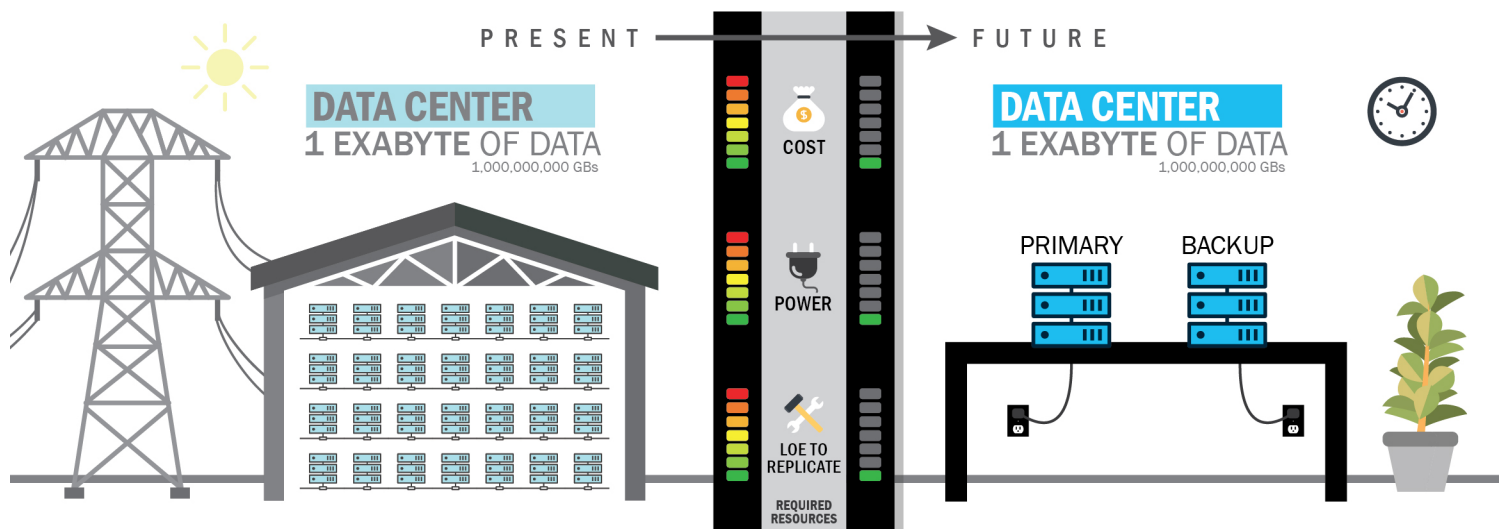 PRESENT
FUTURE
DATA CENTER
1 EXABYTE OF DATA
1,000,000,000 GBs
$
COST
POWER
LOE TO
REPLICATE
REQUIRED
RESOURCES
DATA CENTER
1 EXABYTE OF DATA
1,000,000,000 GBs
PRIMARY
BACKUP